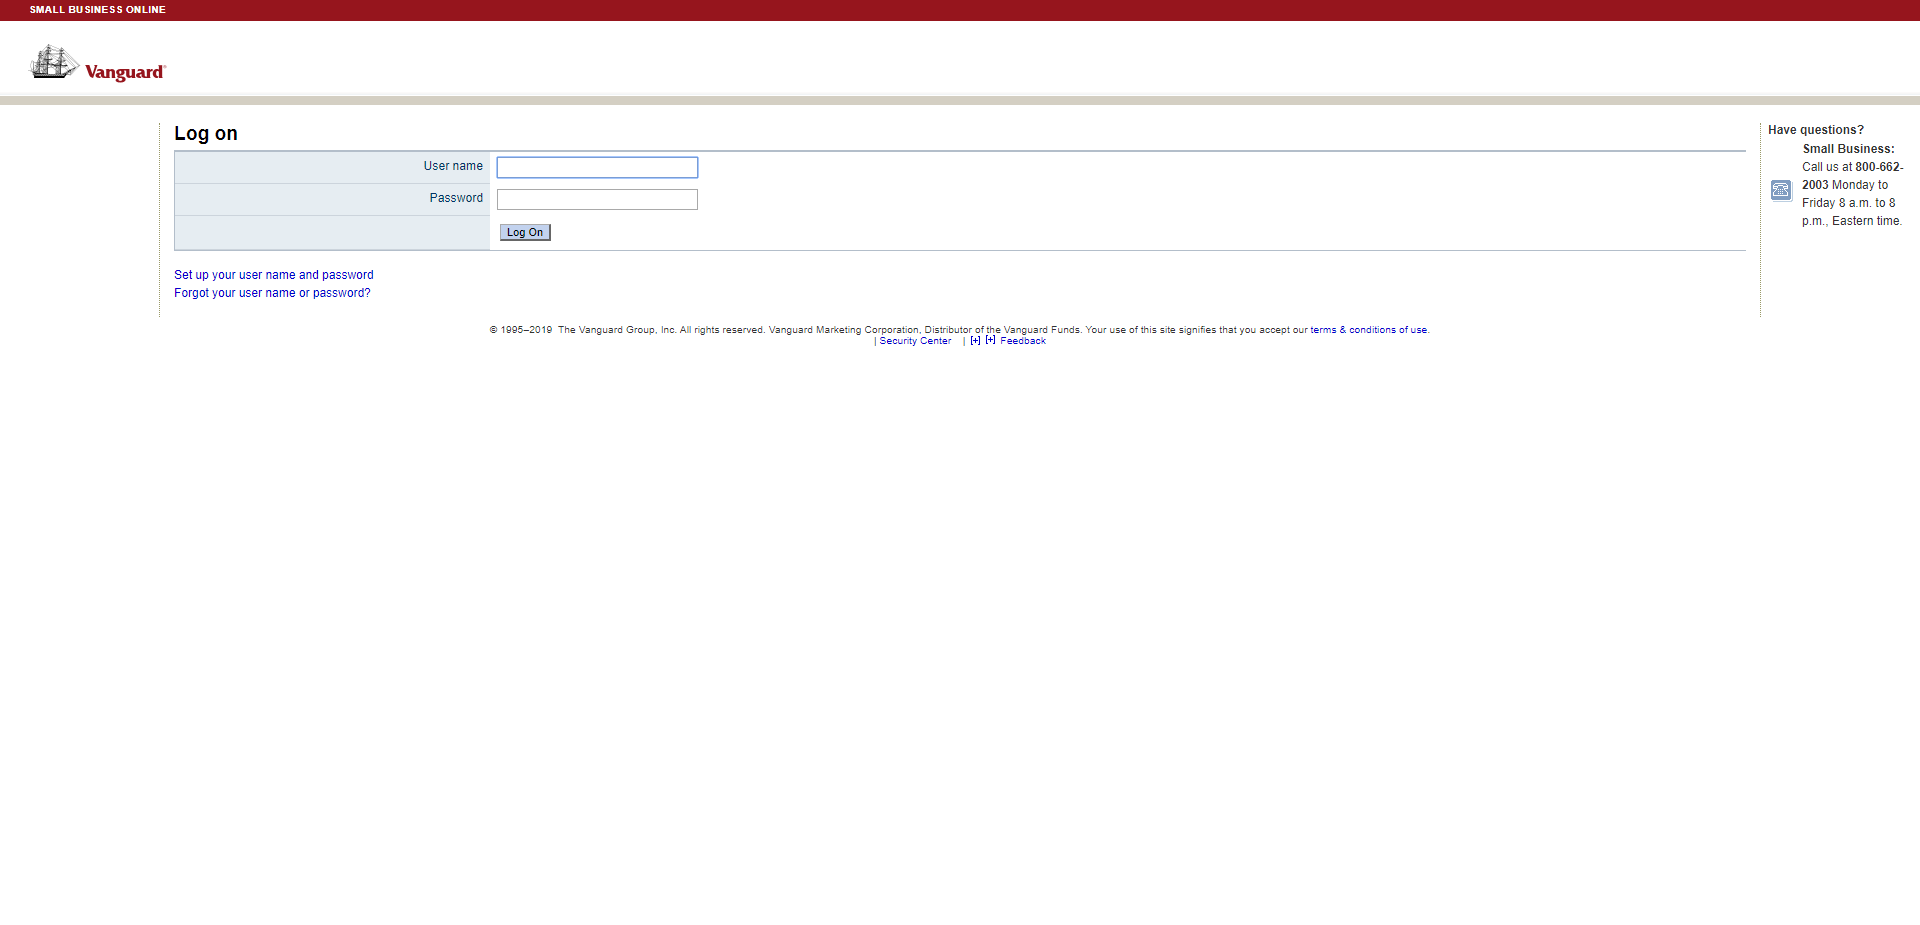 SMALL BUSINESS ONLINE
Vanguard®
Log on
User name
Password
Log On
Set up your user name and password
Forgot your user name or password?
Have questions?
Small Business:
Call us at 800-662-
2003 Monday to
Friday 8 a.m. to 8
p.m., Eastern time.
© 1995–2019 The Vanguard Group, Inc. All rights reserved. Vanguard Marketing Corporation, Distributor of the Vanguard Funds. Your use of this site signifies that you accept our terms & conditions of use.
| Security Center | [+] [+] Feedback